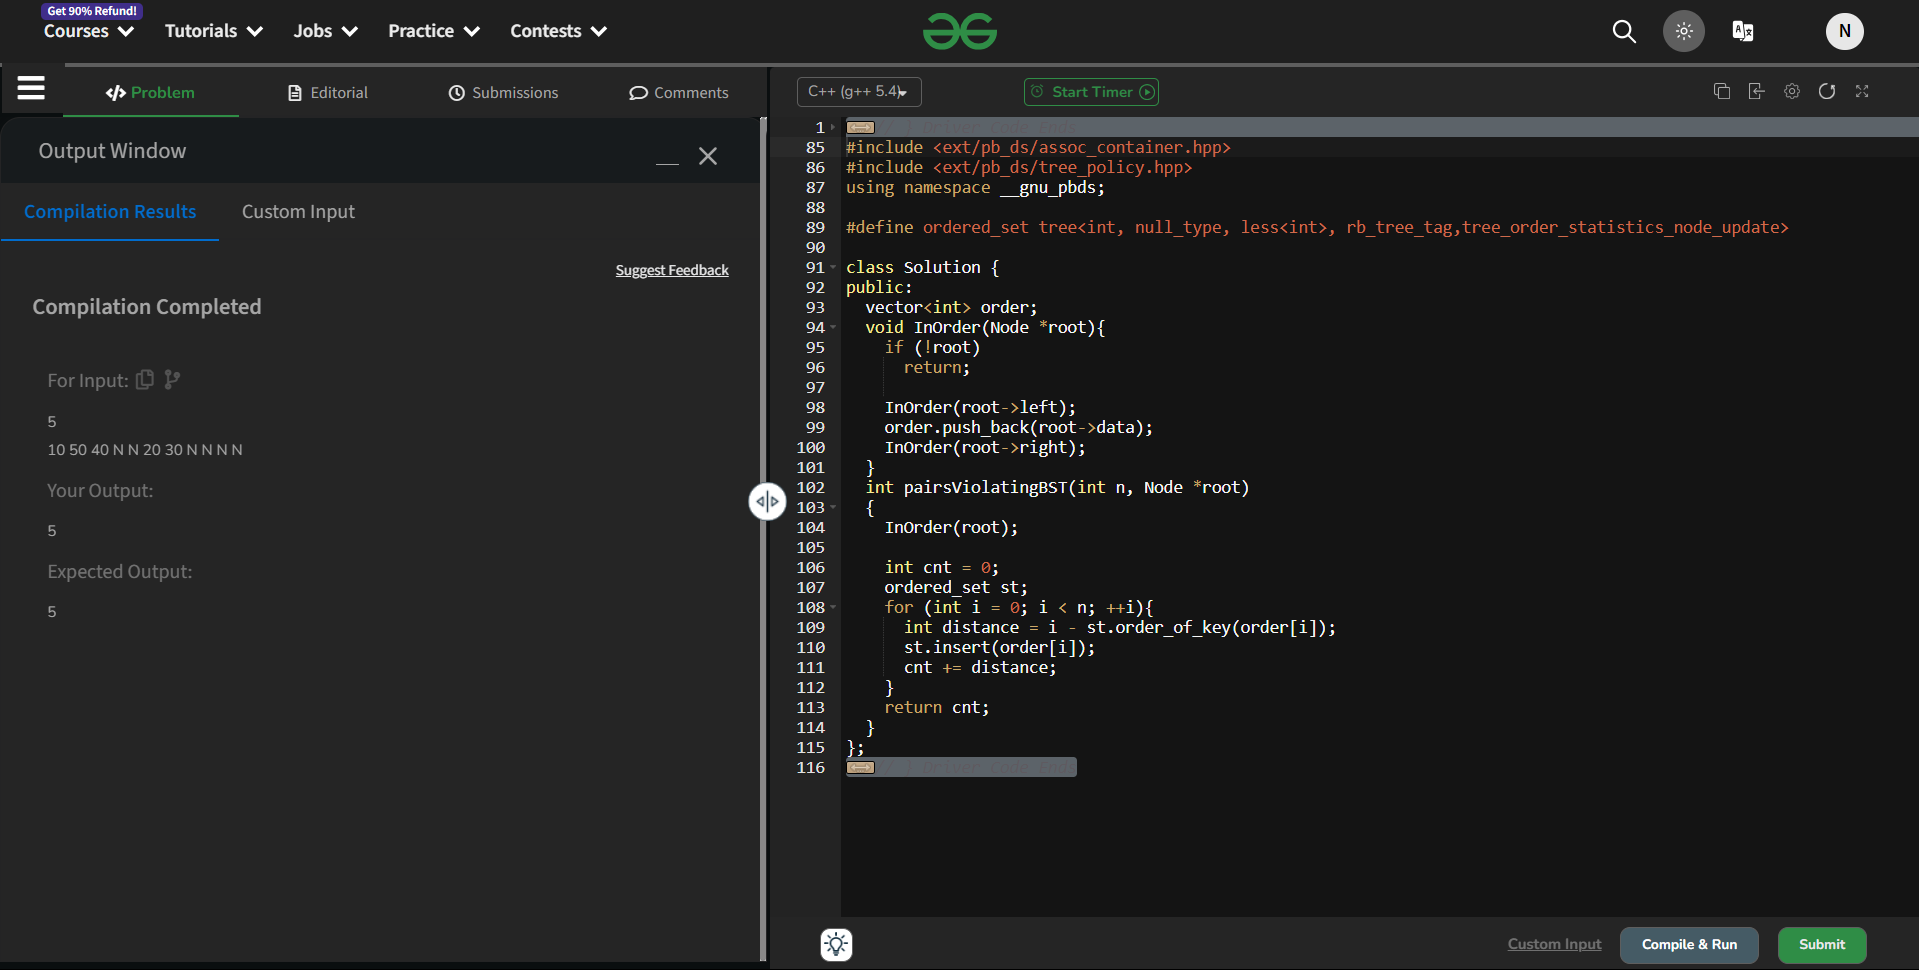 Get 90% Refund!
Courses Tutorials Jobs Practice Contests
N
Problem Editorial Submissions Comments
C++ (g++ 5.4)
Start Timer
Output Window
Compilation Results Custom Input
Suggest Feedback
Compilation Completed
For Input:
5
10 50 40 N N 20 30 N N N N
Your Output:
5
Expected Output:
5
1 // } Driver Code Ends
85 #include <ext/pb_ds/assoc_container.hpp>
86 #include <ext/pb_ds/tree_policy.hpp>
87 using namespace __gnu_pbds;
88
89 #define ordered_set tree<int, null_type, less<int>, rb_tree_tag,tree_order_statistics_node_update>
90
91 class Solution {
92 public:
93   vector<int> order;
94   void InOrder(Node *root){
95     if (!root)
96       return;
97
98     InOrder(root->left);
99     order.push_back(root->data);
100     InOrder(root->right);
101   }
102   int pairsViolatingBST(int n, Node *root)
103   {
104     InOrder(root);
105
106     int cnt = 0;
107     ordered_set st;
108     for (int i = 0; i < n; ++i){
109       int distance = i - st.order_of_key(order[i]);
110       st.insert(order[i]);
111       cnt += distance;
112     }
113     return cnt;
114   }
115 };
116 // } Driver Code Ends
Custom Input Compile & Run Submit